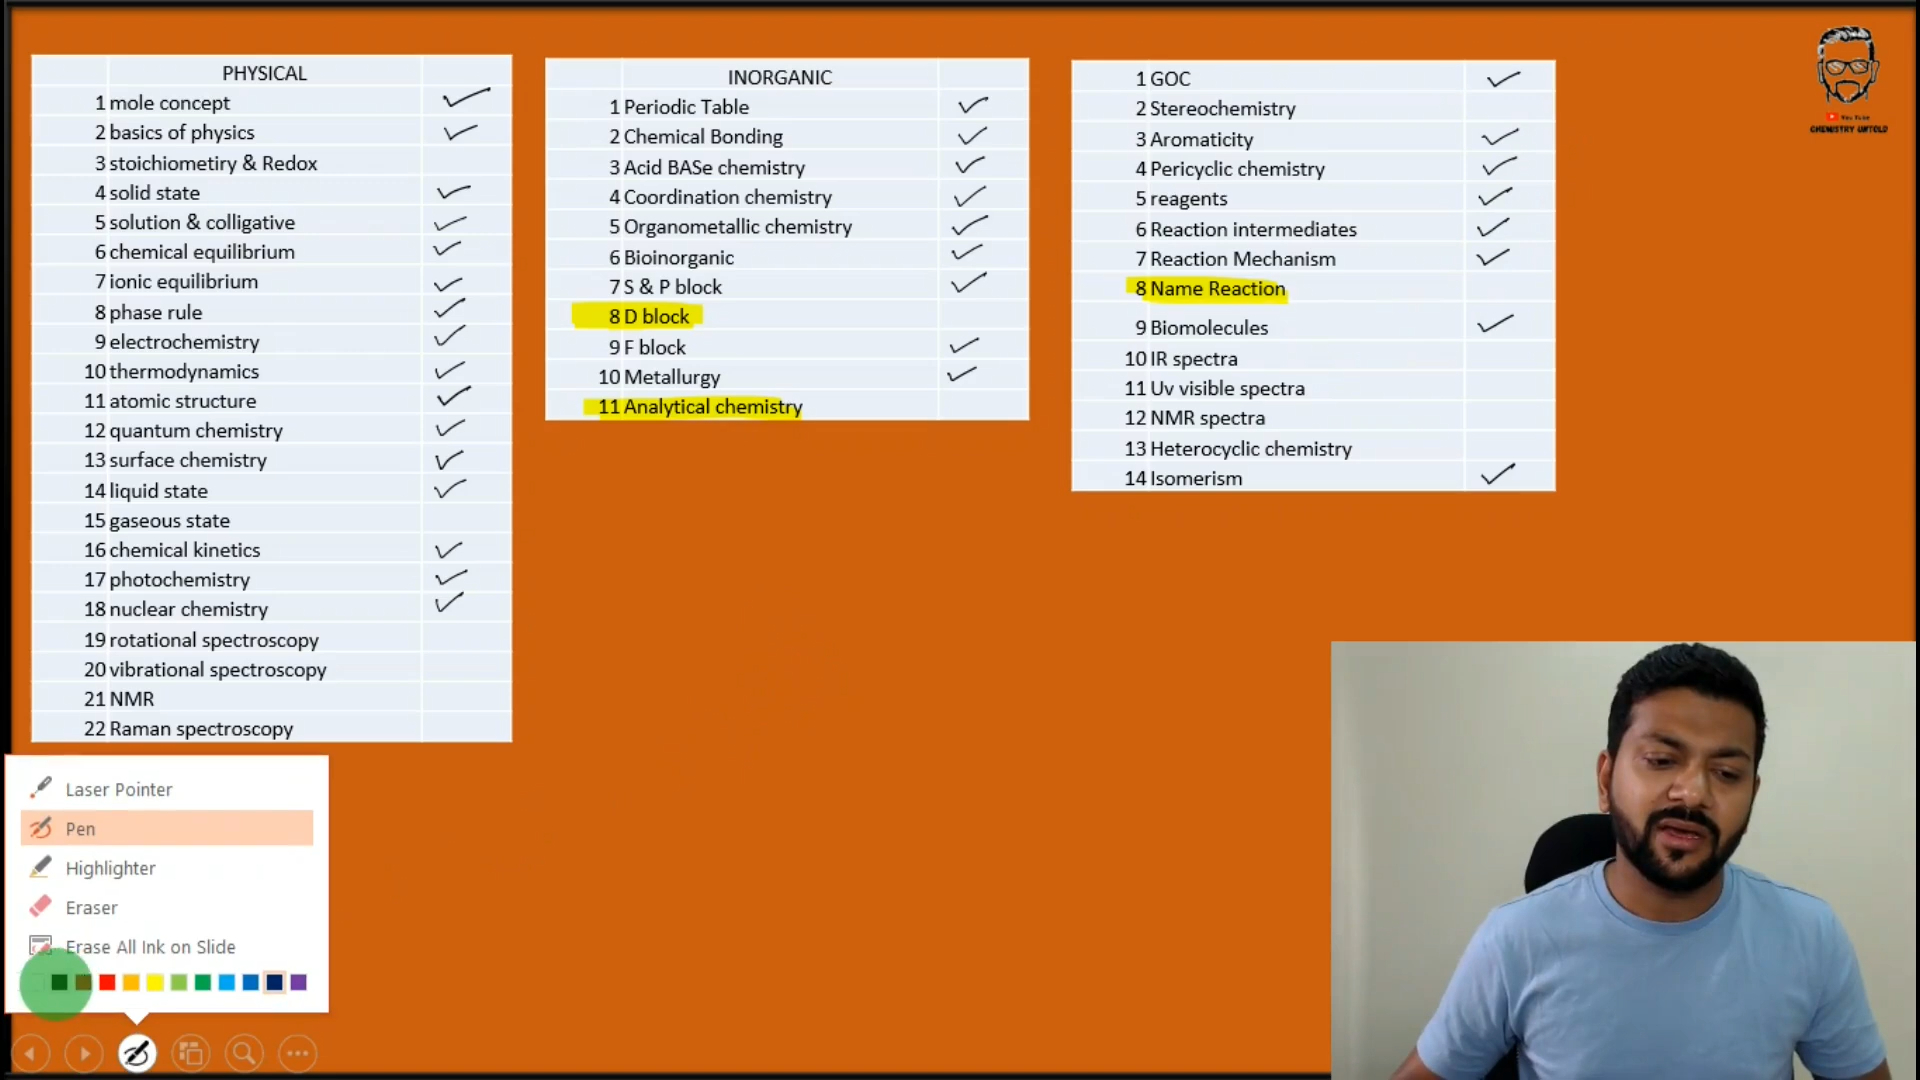 PHYSICAL
1 mole concept
2 basics of physics
3 stoichiometiry & Redox
4 solid state
5 solution & colligative
6 chemical equilibrium
7 ionic equilibrium
8 phase rule
9 electrochemistry
10 thermodynamics
11 atomic structure
12 quantum chemistry
13 surface chemistry
14 liquid state
15 gaseous state
16 chemical kinetics
17 photochemistry
18 nuclear chemistry
19 rotational spectroscopy
20 vibrational spectroscopy
21 NMR
22 Raman spectroscopy
INORGANIC
1 Periodic Table
2 Chemical Bonding
3 Acid BASe chemistry
4 Coordination chemistry
5 Organometallic chemistry
6 Bioinorganic
7 S & P block
8 D block
9 F block
10 Metallurgy
11 Analytical chemistry
1 GOC
2 Stereochemistry
3 Aromaticity
4 Pericyclic chemistry
5 reagents
6 Reaction intermediates
7 Reaction Mechanism
8 Name Reaction
9 Biomolecules
10 IR spectra
11 Uv visible spectra
12 NMR spectra
13 Heterocyclic chemistry
14 Isomerism
YouTube
CHEMISTRY UNTOLD
Laser Pointer
Pen
Highlighter
Eraser
Erase All Ink on Slide